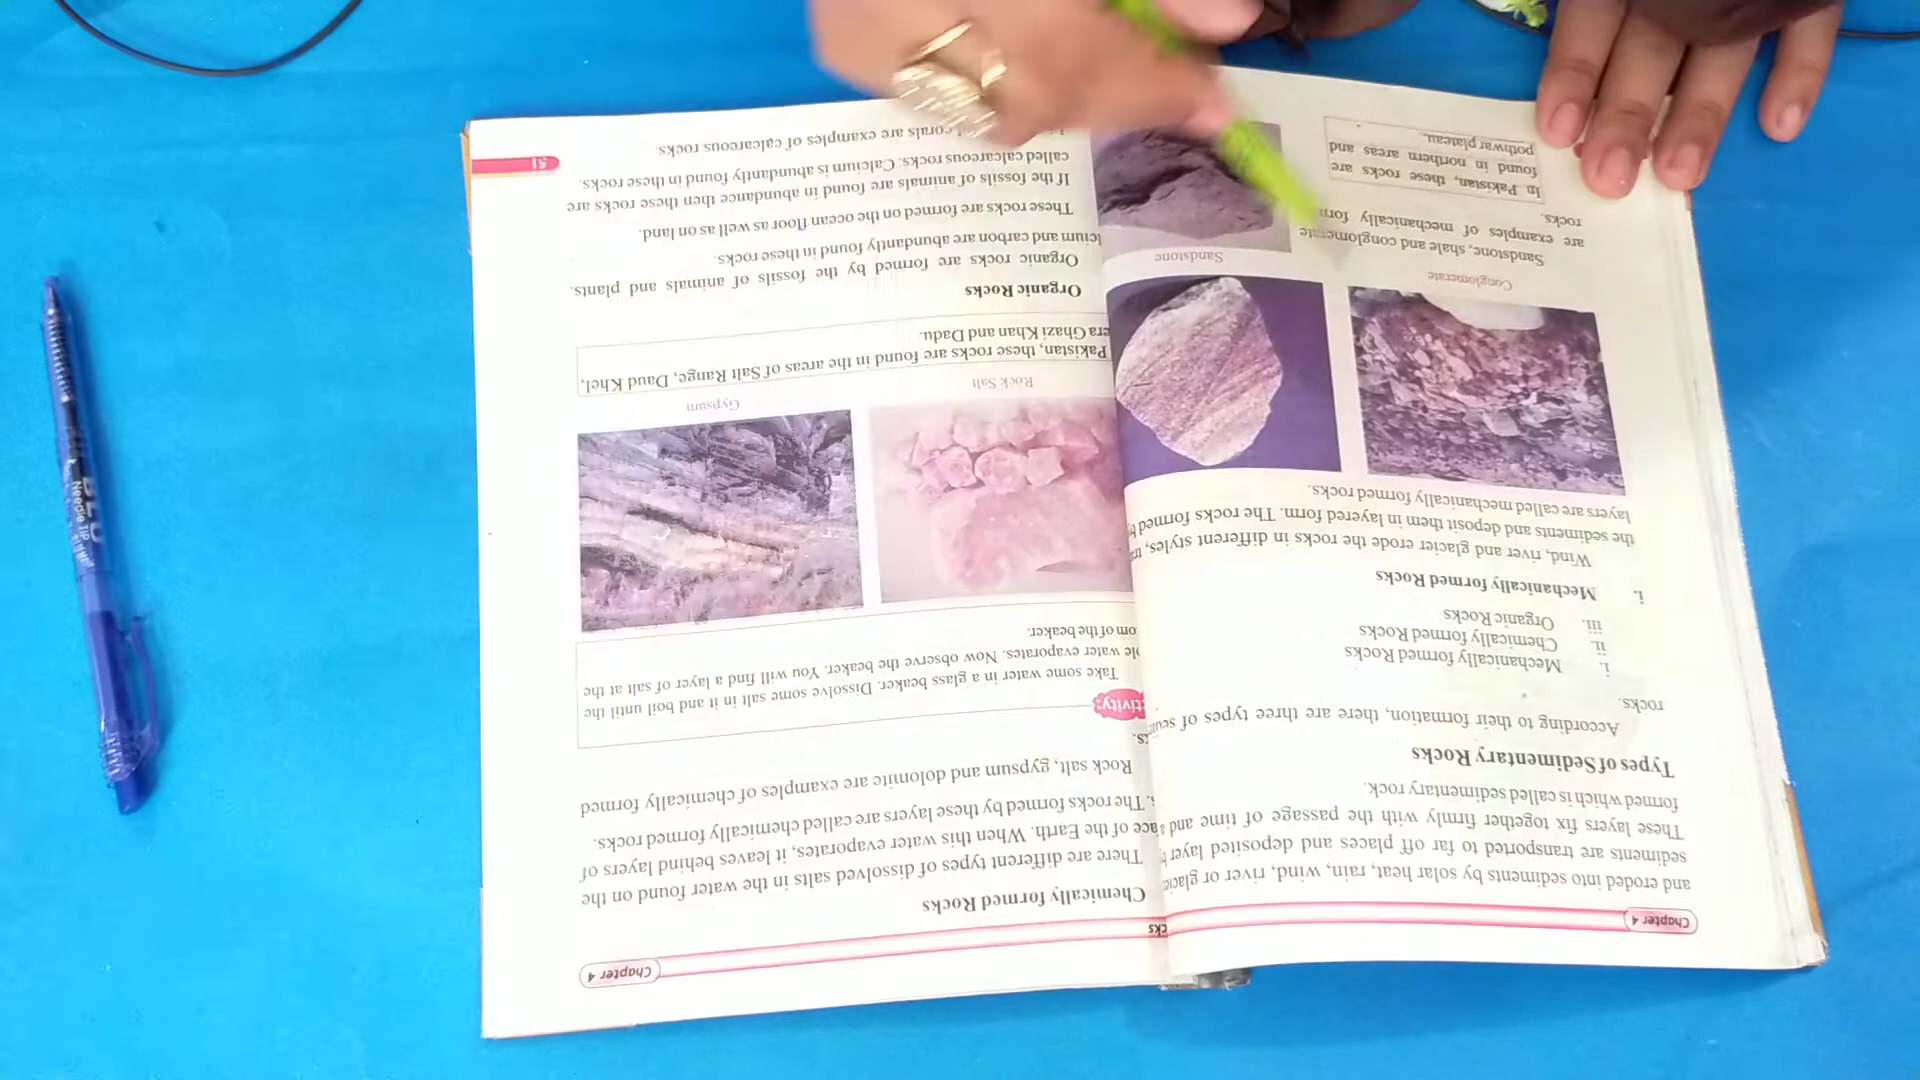 Chapter 4
and eroded into sediments by solar heat, rain, wind, river or
sediments are transported to far off places and deposited layer
These layers fix together firmly with the passage of time and
formed which is called sedimentary rock.
Types of Sedimentary Rocks
According to their formation, there are three types of
rocks.
i. Mechanically formed Rocks
ii. Chemically formed Rocks
iii. Organic Rocks
i. Mechanically formed Rocks
Wind, river and glacier erode the rocks in different styles,
the sediments and deposit them in layered form. The rocks formed
layers are called mechanically formed rocks.
Conglomerate
Sandstone
Sandstone, shale and conglomerate
are examples of mechanically
rocks.
In Pakistan, these rocks are
found in northern areas and
pothwar plateau.
cks
Chapter 4
Chemically formed Rocks
There are different types of dissolved salts in the water found on the
ace of the Earth. When this water evaporates, it leaves behind layers of
. The rocks formed by these layers are called chemically formed rocks.
Rock salt, gypsum and dolomite are examples of chemically formed
ks.
ctivity:
Take some water in a glass beaker. Dissolve some salt in it and boil until the
ole water evaporates. Now observe the beaker. You will find a layer of salt at the
om of the beaker.
Rock Salt
Gypsum
Pakistan, these rocks are found in the areas of Salt Range, Daud Khel,
era Ghazi Khan and Dadu.
Organic Rocks
Organic rocks are formed by the fossils of animals and plants.
lcium and carbon are abundantly found in these rocks.
These rocks are formed on the ocean floor as well as on land.
If the fossils of animals are found in abundance then these rocks are
called calcareous rocks. Calcium is abundantly found in these rocks.
corals are examples of calcareous rocks
51
Needle TIP